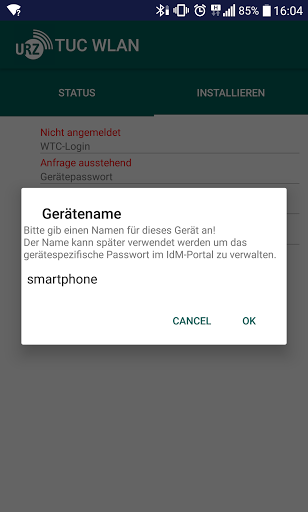 85% 16:04
URZ TUC WLAN
STATUS INSTALLIEREN
Nicht angemeldet
WTC-Login
Anfrage ausstehend
Gerätepasswort
Gerätename
Bitte gib einen Namen für dieses Gerät an!
Der Name kann später verwendet werden um das
gerätespezifische Passwort im IdM-Portal zu verwalten.
smartphone
CANCEL OK